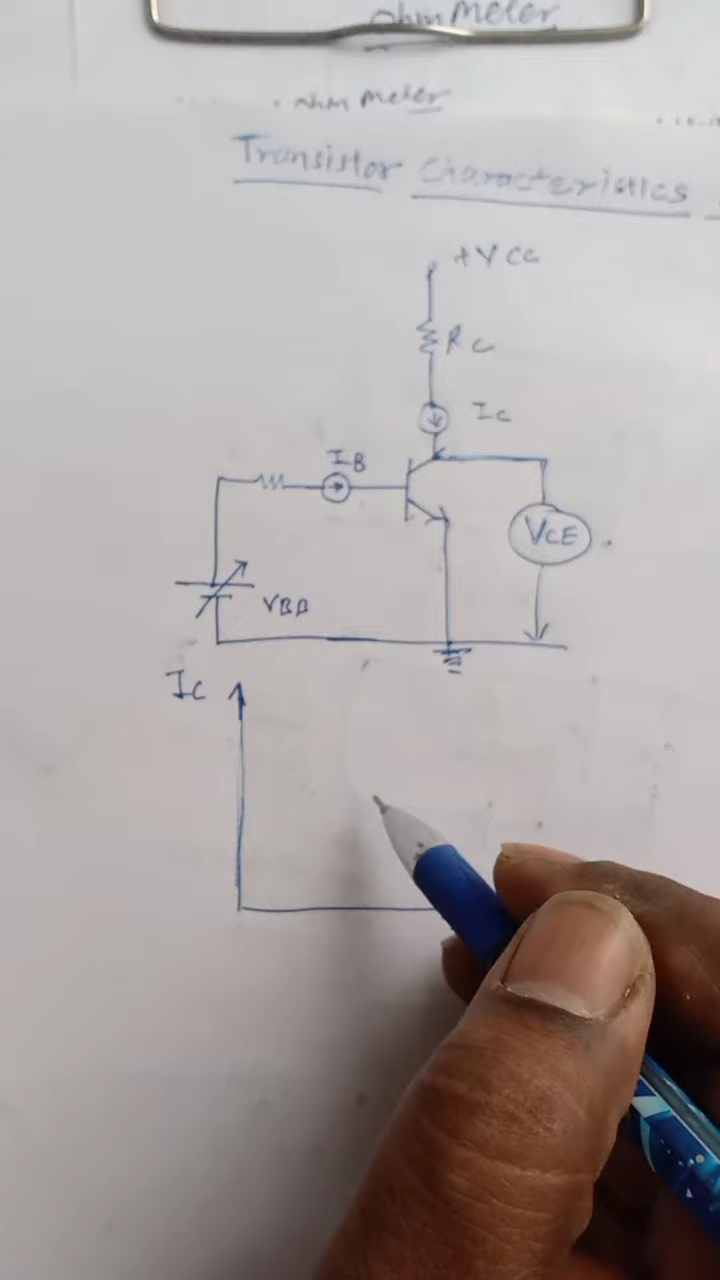 ohm meter
ohm meter
Transistor Characteristics
+VCC
RC
IC
IB
VCE
VBB
IC